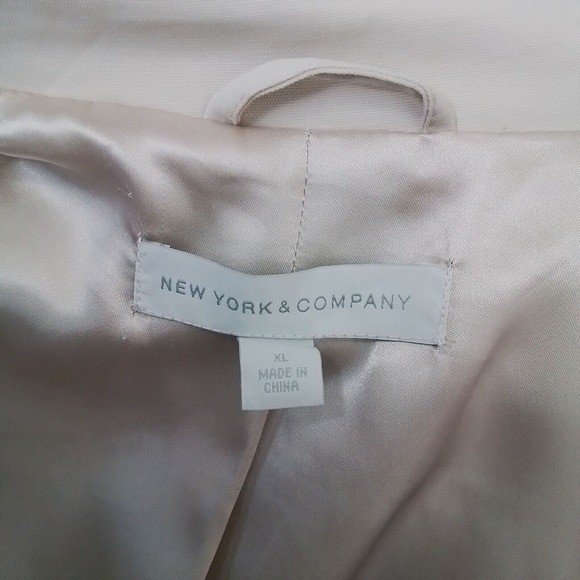 NEW YORK & COMPANY
XL
MADE IN
CHINA